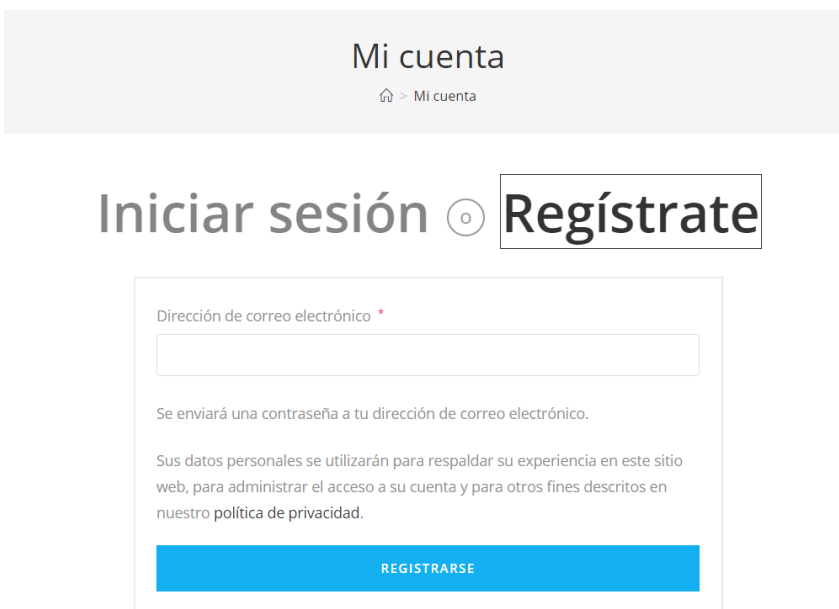 Mi cuenta
> Mi cuenta
Iniciar sesión o Regístrate
Dirección de correo electrónico *
Se enviará una contraseña a tu dirección de correo electrónico.
Sus datos personales se utilizarán para respaldar su experiencia en este sitio
web, para administrar el acceso a su cuenta y para otros fines descritos en
nuestro política de privacidad.
REGISTRARSE